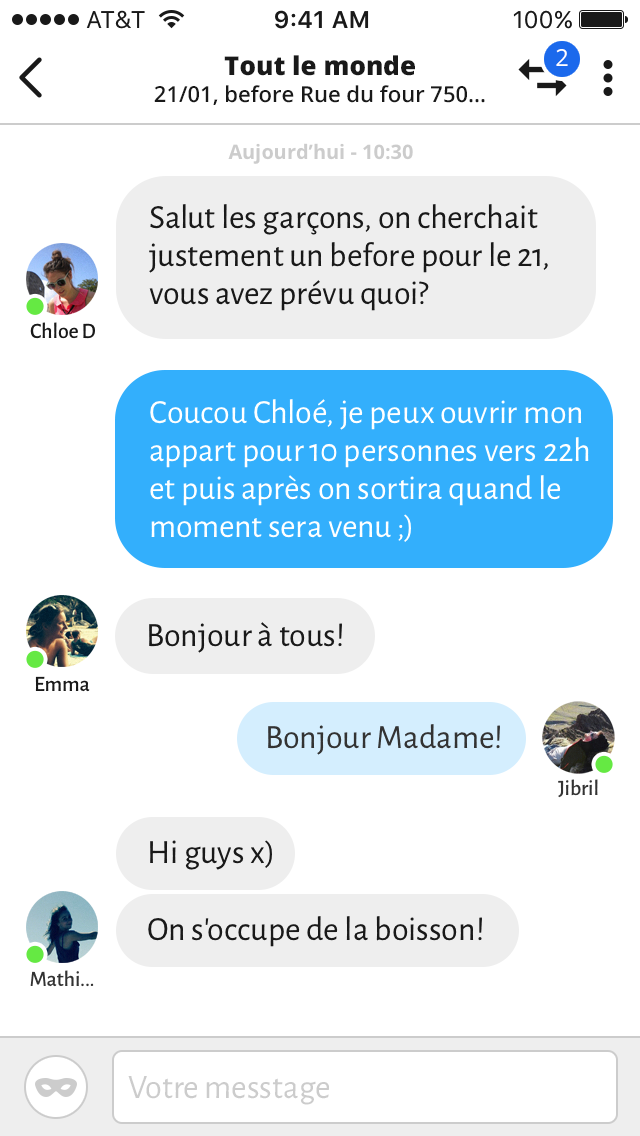 AT&T 9:41 AM 100%
Tout le monde
2
21/01, before Rue du four 750...
Aujourd'hui - 10:30
Salut les garçons, on cherchait
justement un before pour le 21,
vous avez prévu quoi?
Chloe D
Coucou Chloé, je peux ouvrir mon
appart pour 10 personnes vers 22h
et puis après on sortira quand le
moment sera venu ;)
Bonjour à tous!
Emma
Bonjour Madame!
Jibril
Hi guys x)
On s'occupe de la boisson!
Mathi...
Votre messtage